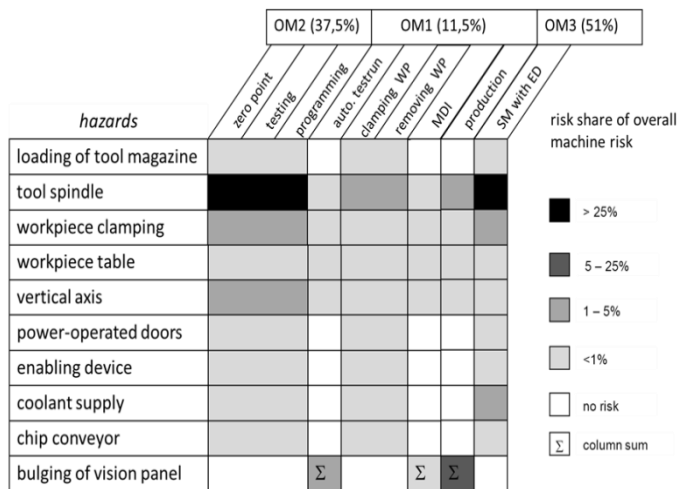 OM2 (37,5%) OM1 (11,5%) OM3 (51%)
zero point
testing
programming
auto. testrun
clamping WP
removing WP
MDI
production
SM with ED
hazards
loading of tool magazine
tool spindle
workpiece clamping
workpiece table
vertical axis
power-operated doors
enabling device
coolant supply
chip conveyor
bulging of vision panel Σ Σ Σ
risk share of overall
machine risk
> 25%
5 – 25%
1 – 5%
<1%
no risk
Σ column sum